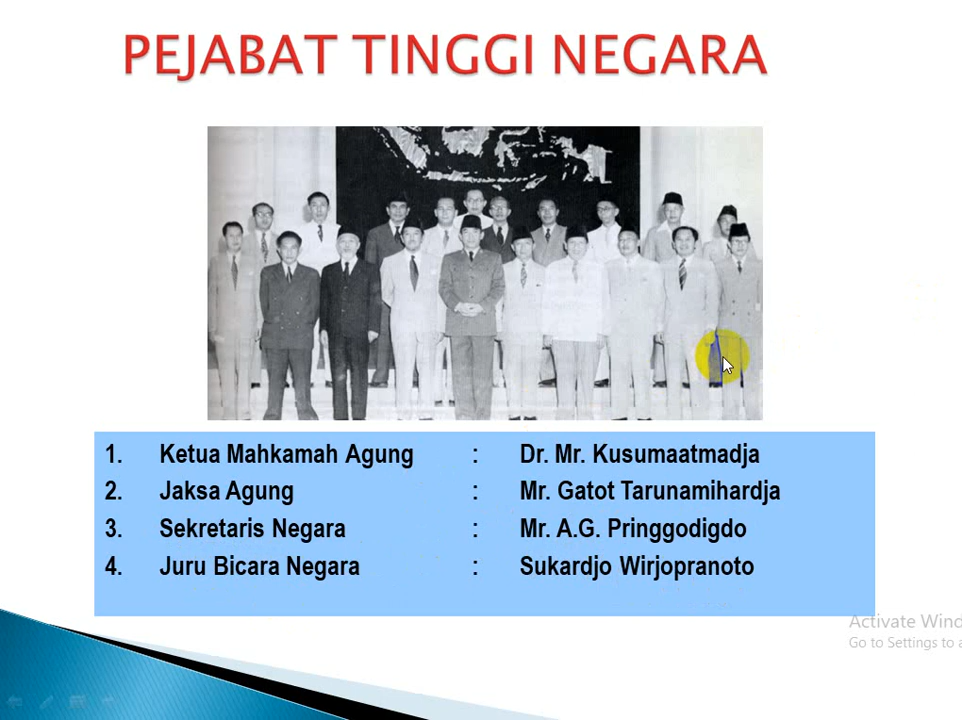 PEJABAT TINGGI NEGARA
1. Ketua Mahkamah Agung : Dr. Mr. Kusumaatmadja
2. Jaksa Agung : Mr. Gatot Tarunamihardja
3. Sekretaris Negara : Mr. A.G. Pringgodigdo
4. Juru Bicara Negara : Sukardjo Wirjopranoto
Activate Wind
Go to Settings to a